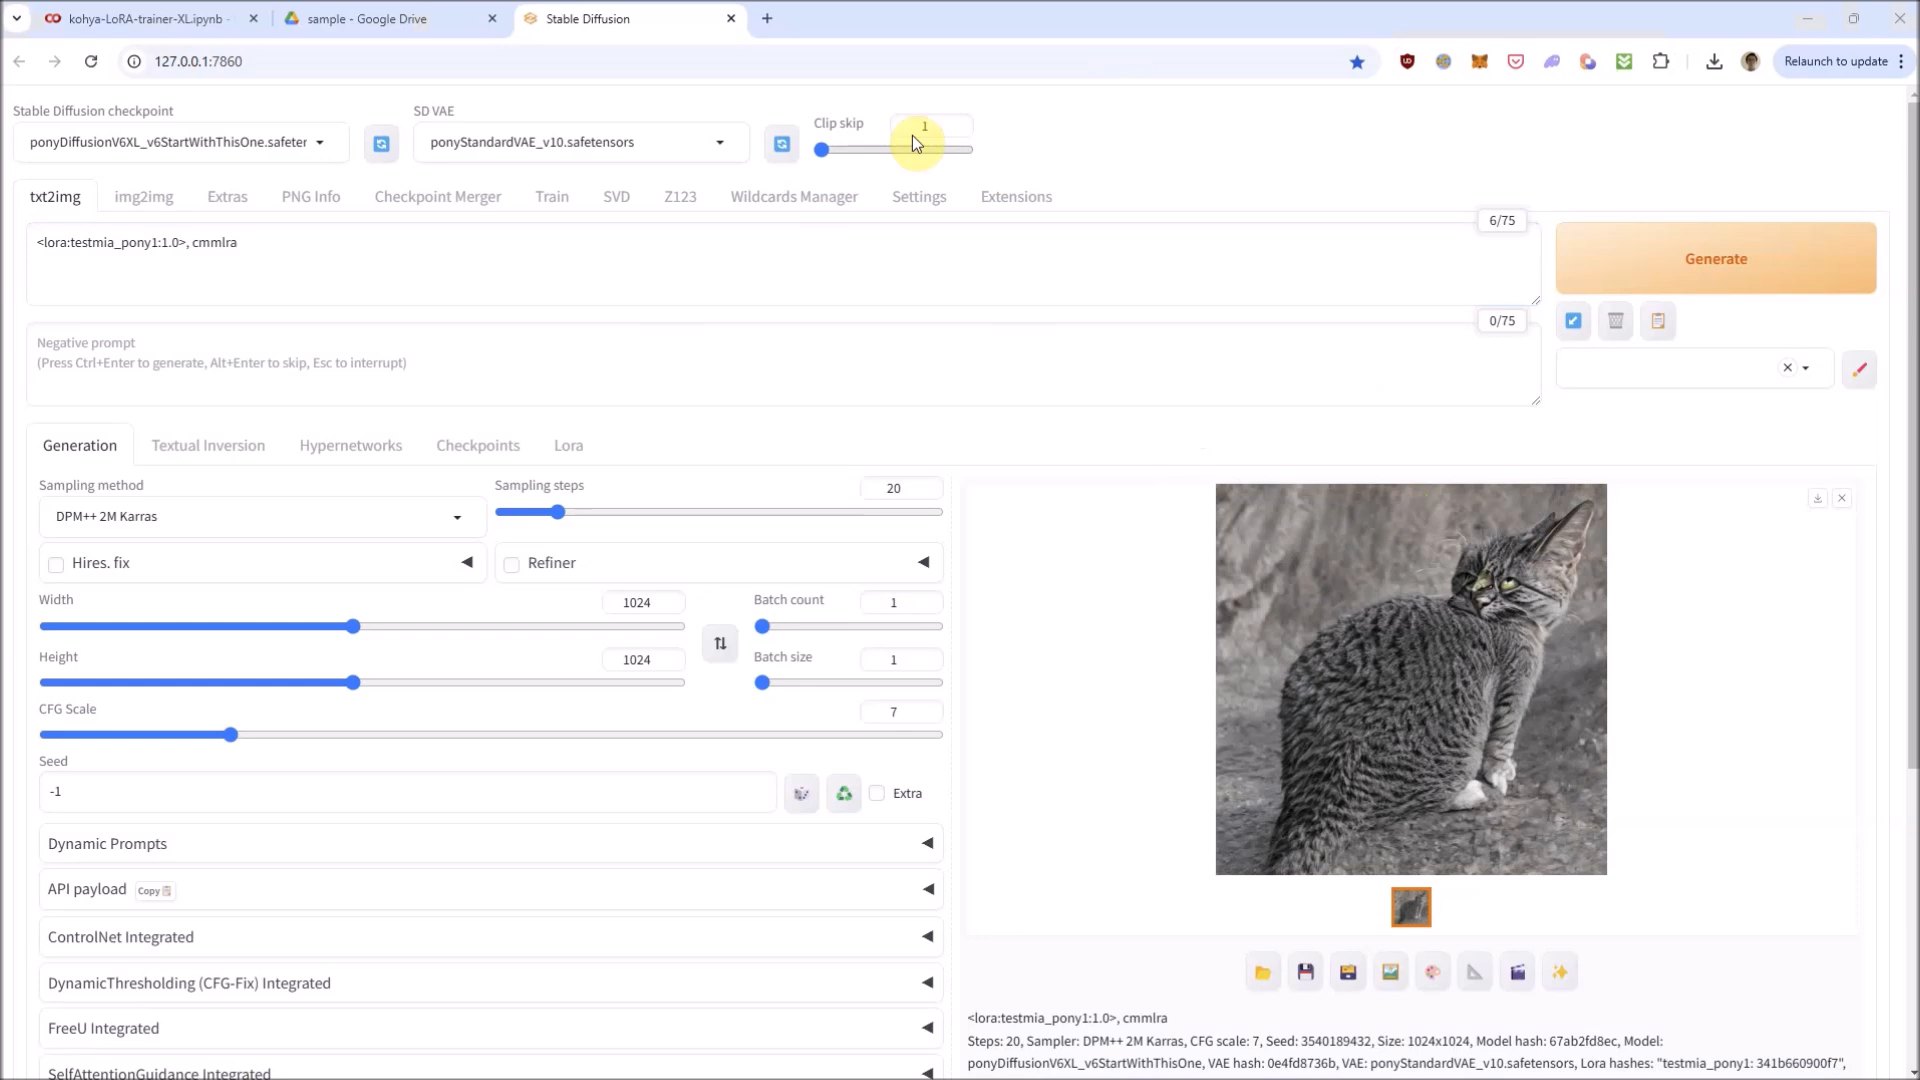 kohya-LoRA-trainer-XL.ipynb -
sample - Google Drive
Stable Diffusion
127.0.0.1:7860
Relaunch to update
Stable Diffusion checkpoint
SD VAE
Clip skip
1
ponyDiffusionV6XL_v6StartWithThisOne.safeter
ponyStandardVAE_v10.safetensors
txt2img
img2img
Extras
PNG Info
Checkpoint Merger
Train
SVD
Z123
Wildcards Manager
Settings
Extensions
6/75
<lora:testmia_pony1:1.0>, cmmlra
Generate
0/75
Negative prompt
(Press Ctrl+Enter to generate, Alt+Enter to skip, Esc to interrupt)
Generation
Textual Inversion
Hypernetworks
Checkpoints
Lora
Sampling method
Sampling steps
20
DPM++ 2M Karras
Hires. fix
Refiner
Width
1024
Batch count
1
Height
1024
Batch size
1
CFG Scale
7
Seed
-1
Extra
Dynamic Prompts
API payload
Copy
ControlNet Integrated
DynamicThresholding (CFG-Fix) Integrated
FreeU Integrated
SelfAttentionGuidance Integrated
<lora:testmia_pony1:1.0>, cmmlra
Steps: 20, Sampler: DPM++ 2M Karras, CFG scale: 7, Seed: 3540189432, Size: 1024x1024, Model hash: 67ab2fd8ec, Model:
ponyDiffusionV6XL_v6StartWithThisOne, VAE hash: 0e4fd8736b, VAE: ponyStandardVAE_v10.safetensors, Lora hashes: "testmia_pony1: 341b660900f7",